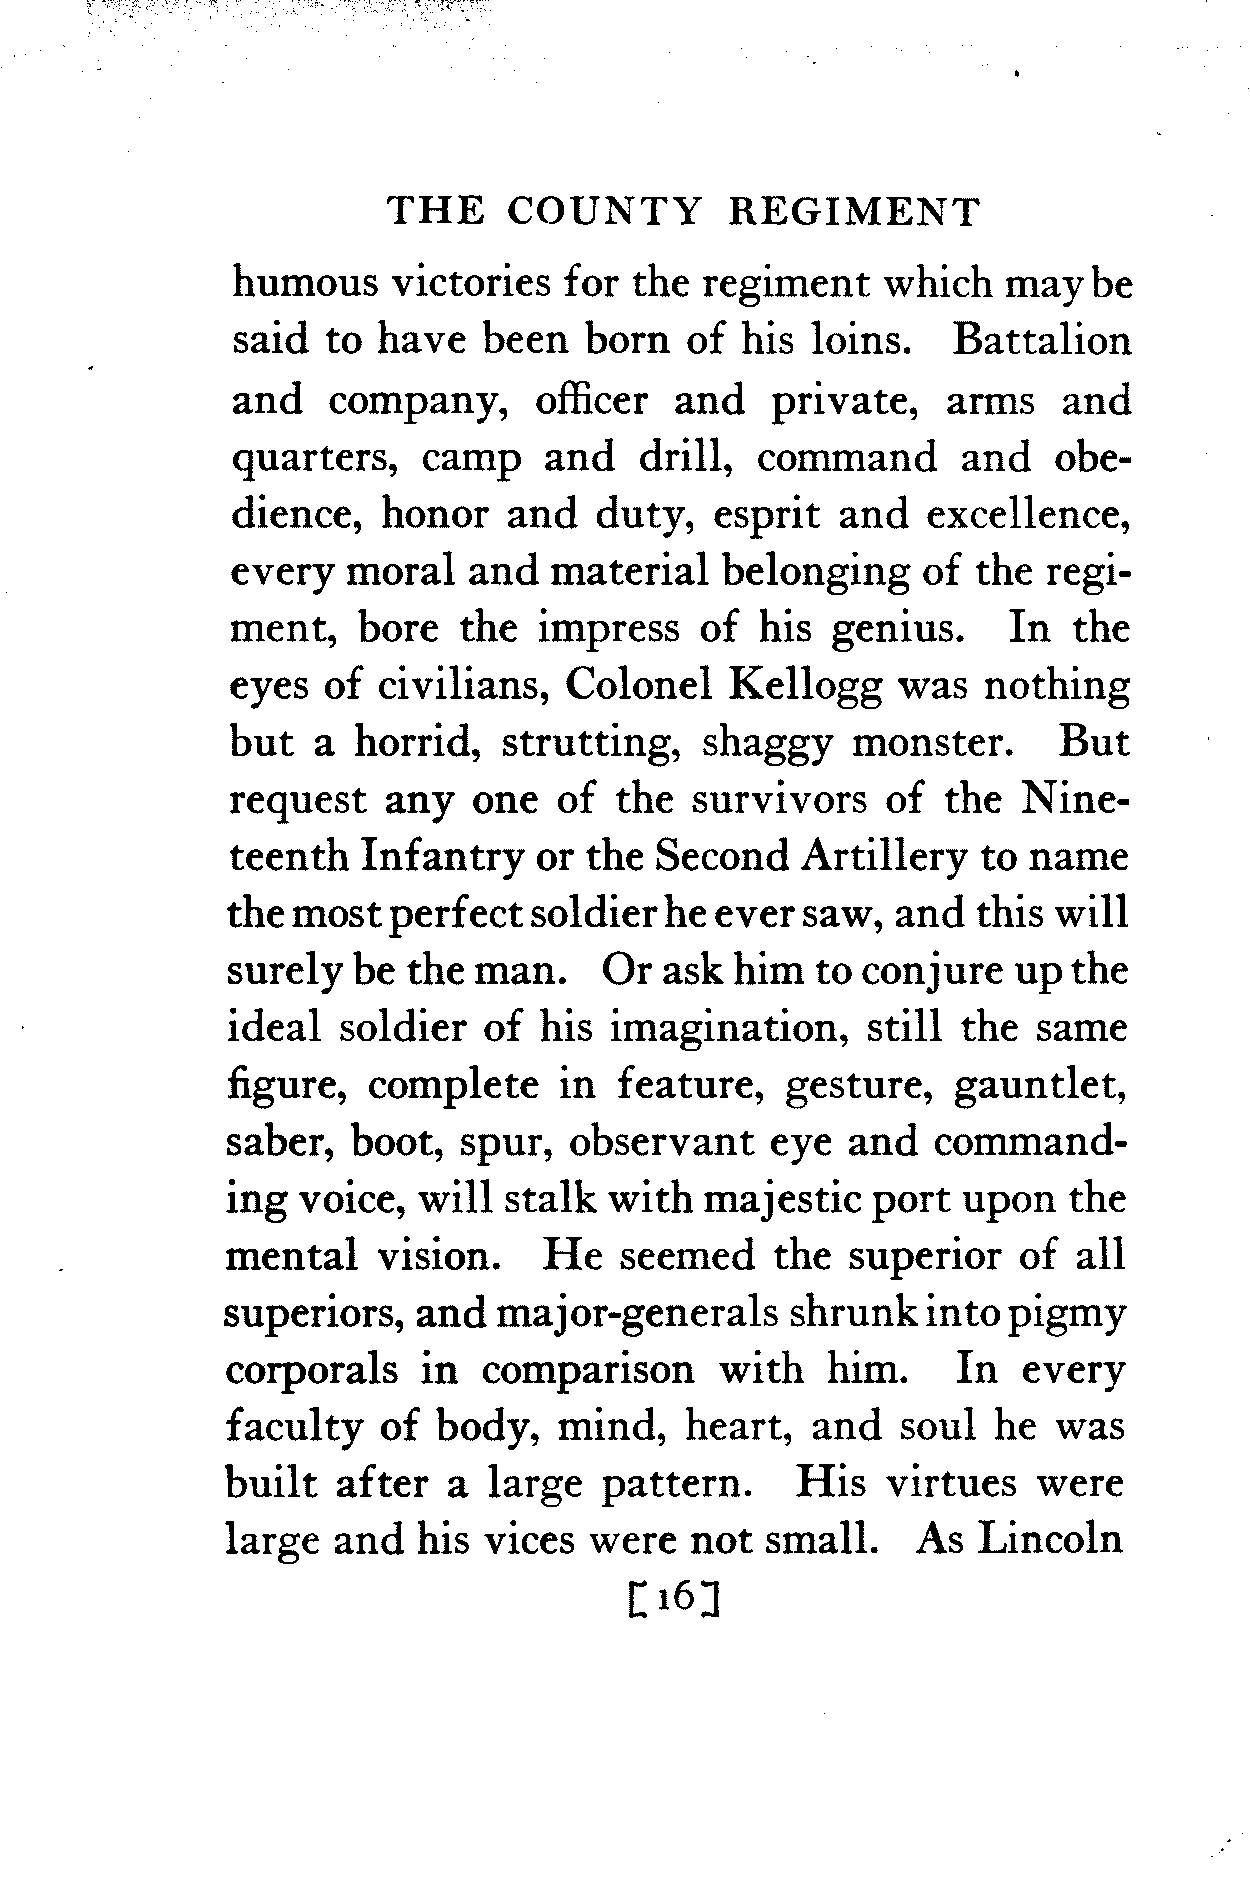 THE COUNTY REGIMENT
humous victories for the regiment which may be
said to have been born of his loins. Battalion
and company, officer and private, arms and
quarters, camp and drill, command and obe-
dience, honor and duty, esprit and excellence,
every moral and material belonging of the regi-
ment, bore the impress of his genius. In the
eyes of civilians, Colonel Kellogg was nothing
but a horrid, strutting, shaggy monster. But
request any one of the survivors of the Nine-
teenth Infantry or the Second Artillery to name
the most perfect soldier he ever saw, and this will
surely be the man. Or ask him to conjure up the
ideal soldier of his imagination, still the same
figure, complete in feature, gesture, gauntlet,
saber, boot, spur, observant eye and command-
ing voice, will stalk with majestic port upon the
mental vision. He seemed the superior of all
superiors, and major-generals shrunk into pigmy
corporals in comparison with him. In every
faculty of body, mind, heart, and soul he was
built after a large pattern. His virtues were
large and his vices were not small. As Lincoln
[16]